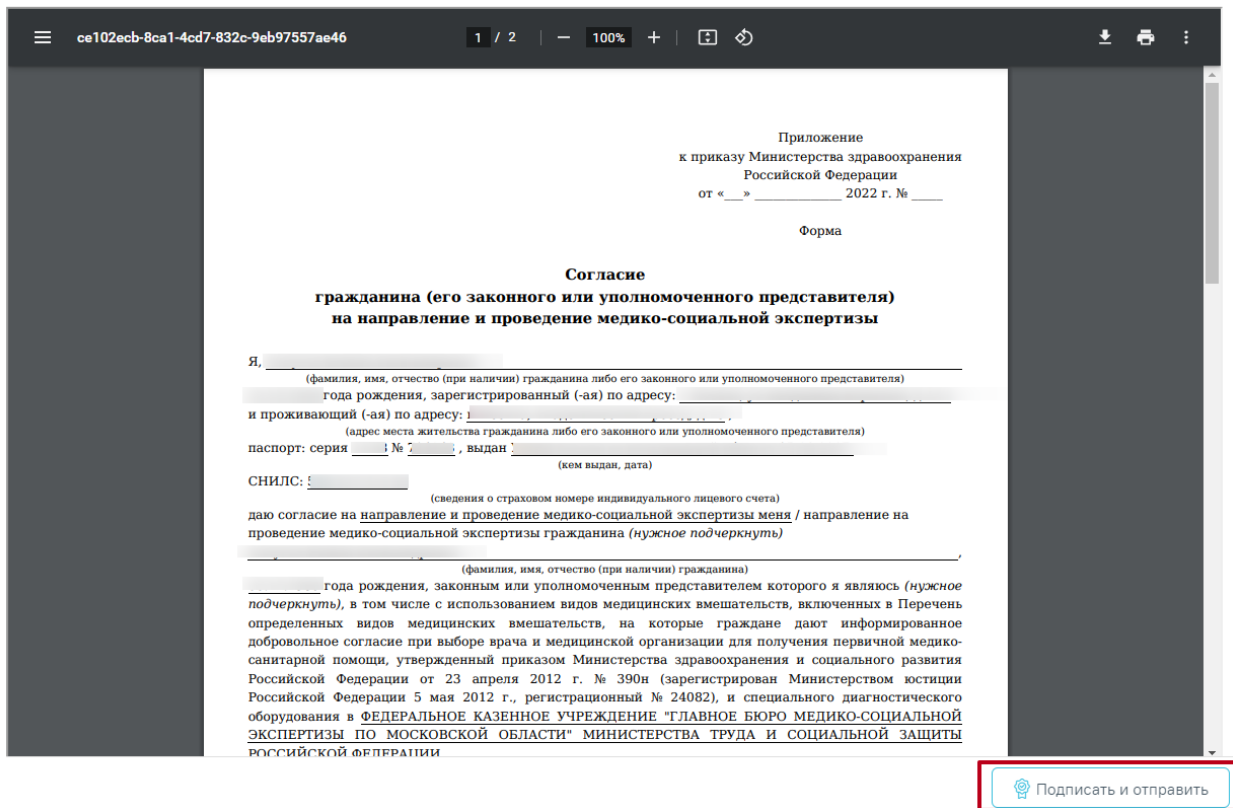 ce102ecb-8ca1-4cd7-832c-9eb97557ae46 1 / 2 100%
Приложение
к приказу Министерства здравоохранения
Российской Федерации
от «___» ______________ 2022 г. № _____
Форма
Согласие
гражданина (его законного или уполномоченного представителя)
на направление и проведение медико-социальной экспертизы
Я,
(фамилия, имя, отчество (при наличии) гражданина либо его законного или уполномоченного представителя)
года рождения, зарегистрированный (-ая) по адресу:
и проживающий (-ая) по адресу:
(адрес места жительства гражданина либо его законного или уполномоченного представителя)
паспорт: серия № , выдан
(кем выдан, дата)
СНИЛС:
(сведения о страховом номере индивидуального лицевого счета)
даю согласие на направление и проведение медико-социальной экспертизы меня / направление на
проведение медико-социальной экспертизы гражданина (нужное подчеркнуть)
,
(фамилия, имя, отчество (при наличии) гражданина)
года рождения, законным или уполномоченным представителем которого я являюсь (нужное
подчеркнуть), в том числе с использованием видов медицинских вмешательств, включенных в Перечень
определенных видов медицинских вмешательств, на которые граждане дают информированное
добровольное согласие при выборе врача и медицинской организации для получения первичной медико-
санитарной помощи, утвержденный приказом Министерства здравоохранения и социального развития
Российской Федерации от 23 апреля 2012 г. № 390н (зарегистрирован Министерством юстиции
Российской Федерации 5 мая 2012 г., регистрационный № 24082), и специального диагностического
оборудования в ФЕДЕРАЛЬНОЕ КАЗЕННОЕ УЧРЕЖДЕНИЕ "ГЛАВНОЕ БЮРО МЕДИКО-СОЦИАЛЬНОЙ
ЭКСПЕРТИЗЫ ПО МОСКОВСКОЙ ОБЛАСТИ" МИНИСТЕРСТВА ТРУДА И СОЦИАЛЬНОЙ ЗАЩИТЫ
РОССИЙСКОЙ ФЕДЕРАЦИИ
Подписать и отправить